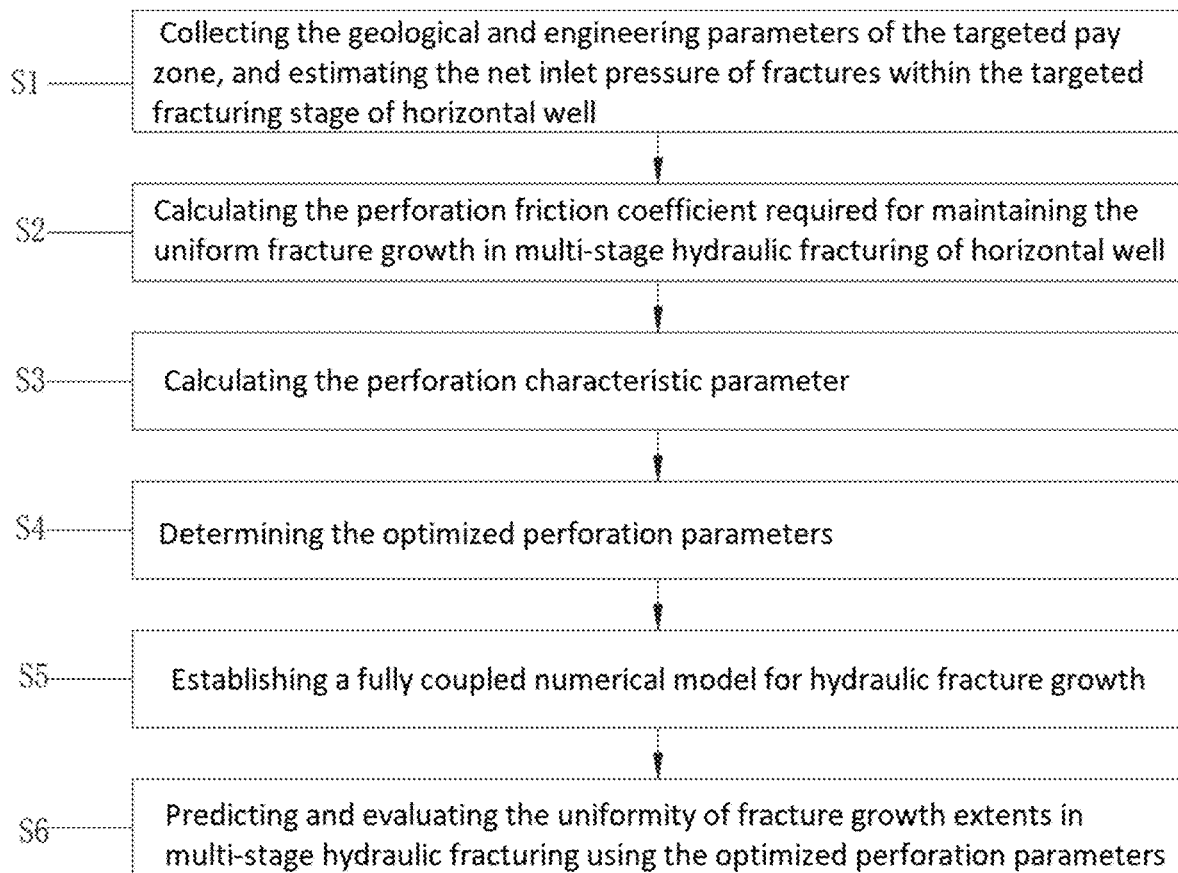 S1
Collecting the geological and engineering parameters of the targeted pay
zone, and estimating the net inlet pressure of fractures within the targeted
fracturing stage of horizontal well
S2
Calculating the perforation friction coefficient required for maintaining the
uniform fracture growth in multi-stage hydraulic fracturing of horizontal well
S3
Calculating the perforation characteristic parameter
S4
Determining the optimized perforation parameters
S5
Establishing a fully coupled numerical model for hydraulic fracture growth
S6
Predicting and evaluating the uniformity of fracture growth extents in
multi-stage hydraulic fracturing using the optimized perforation parameters